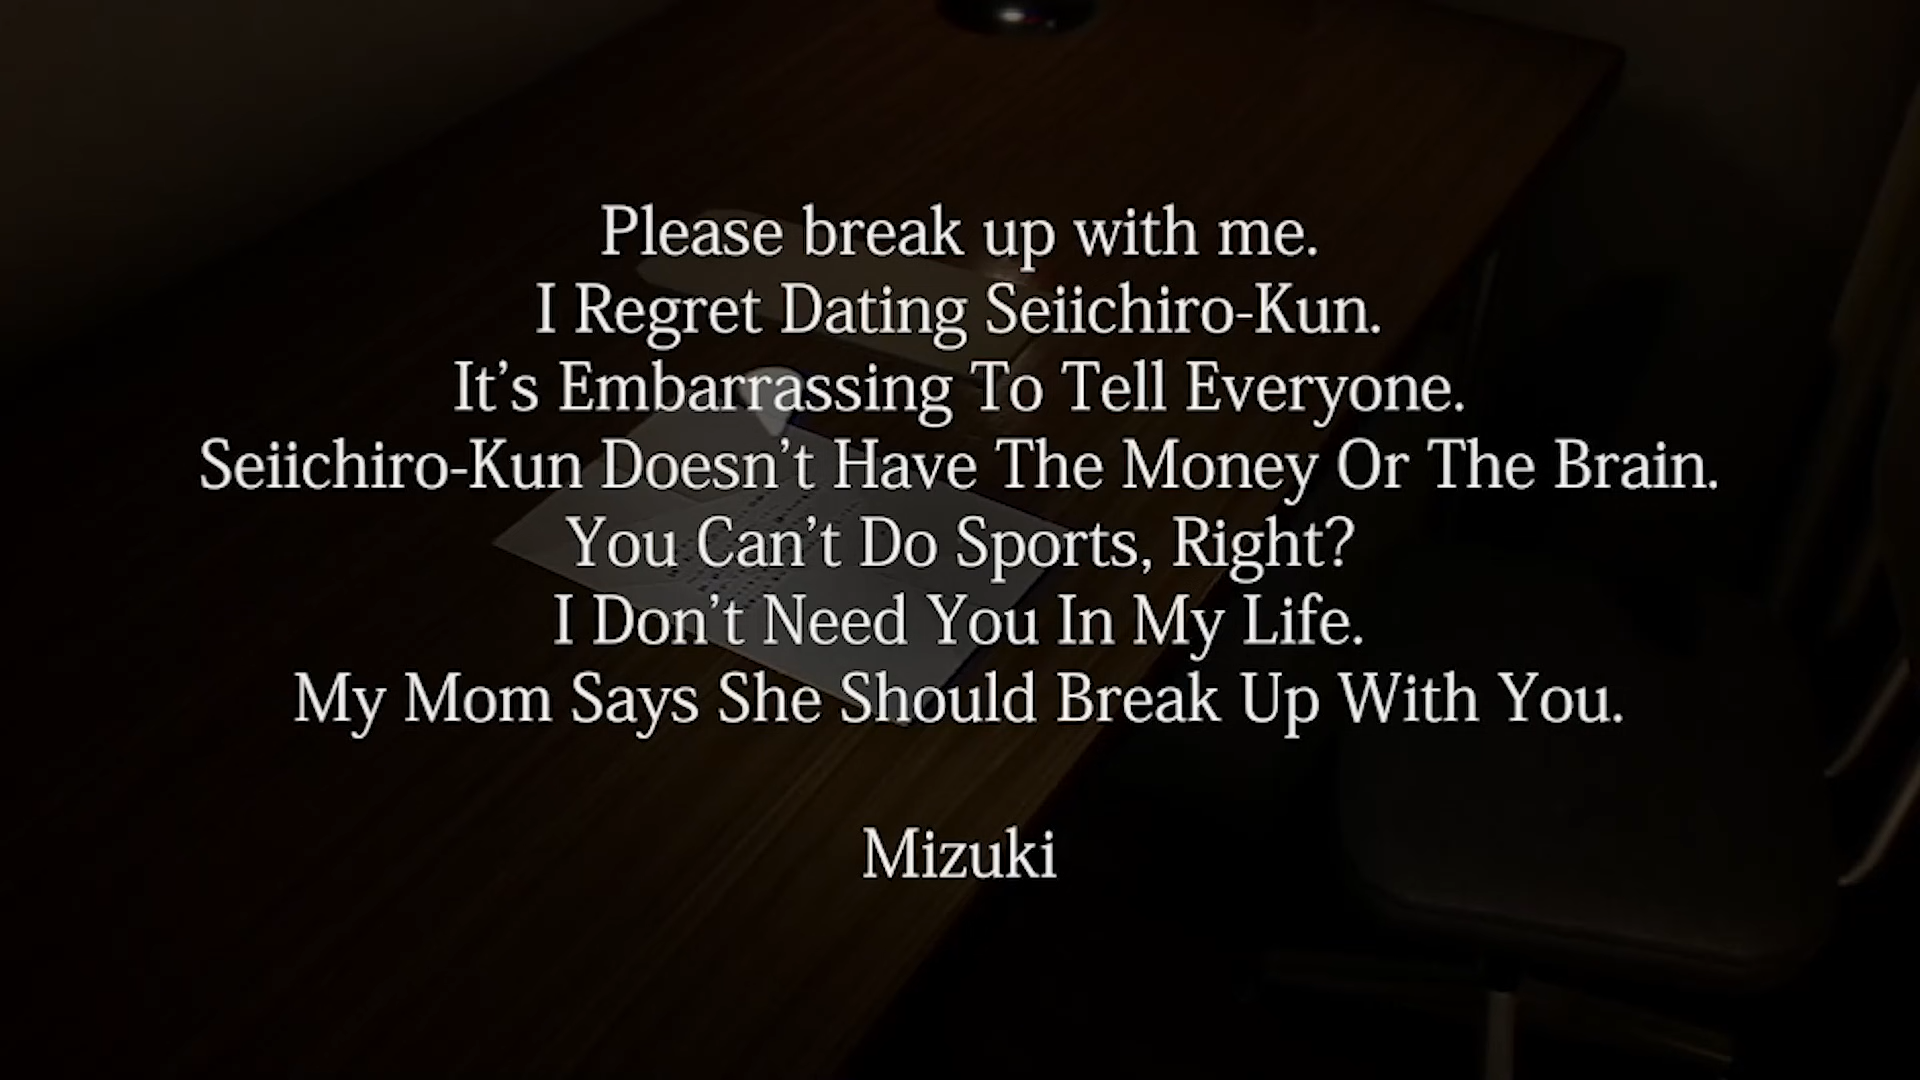 Please break up with me.
I Regret Dating Seiichiro-Kun.
It's Embarrassing To Tell Everyone.
Seiichiro-Kun Doesn't Have The Money Or The Brain.
You Can't Do Sports, Right?
I Don't Need You In My Life.
My Mom Says She Should Break Up With You.
Mizuki